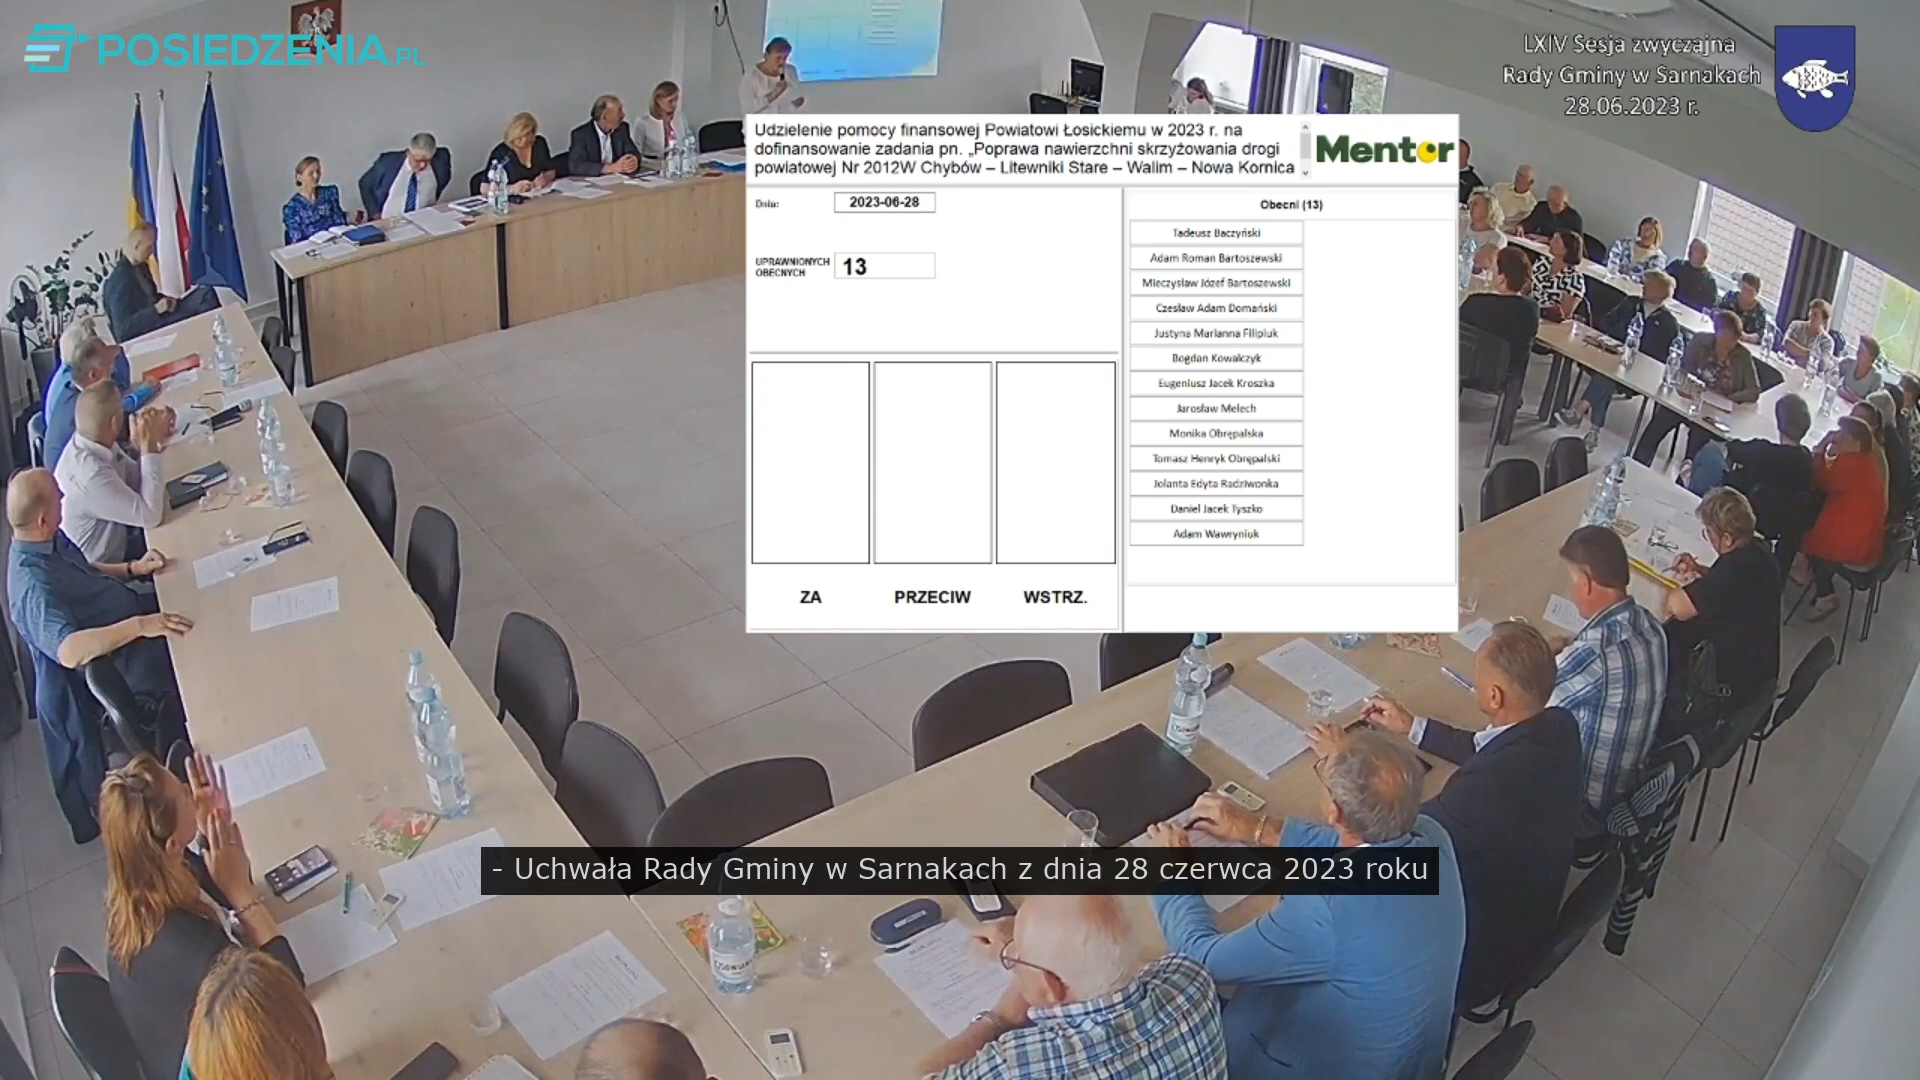 POSIEDZENIA.PL
LXIV Sesja zwyczajna
Rady Gminy w Sarnakach
28.06.2023 r.
Udzielenie pomocy finansowej Powiatowi Łosickiemu w 2023 r. na
dofinansowanie zadania pn. „Poprawa nawierzchni skrzyżowania drogi
powiatowej Nr 2012W Chybów – Litewniki Stare – Walim – Nowa Kornica
Mentor
Dnia:
2023-06-28
UPRAWNIONYCH
OBECNYCH
13
Obecni (13)
Tadeusz Baczyński
Adam Roman Bartoszewski
Mieczysław Józef Bartoszewski
Czesław Adam Domański
Justyna Marianna Filipiuk
Bogdan Kowalczyk
Eugeniusz Jacek Kroszka
Jarosław Melech
Monika Obrępalska
Tomasz Henryk Obrępalski
Jolanta Edyta Radziwonka
Daniel Jacek Tyszko
Adam Wawryniuk
ZA
PRZECIW
WSTRZ.
- Uchwała Rady Gminy w Sarnakach z dnia 28 czerwca 2023 roku